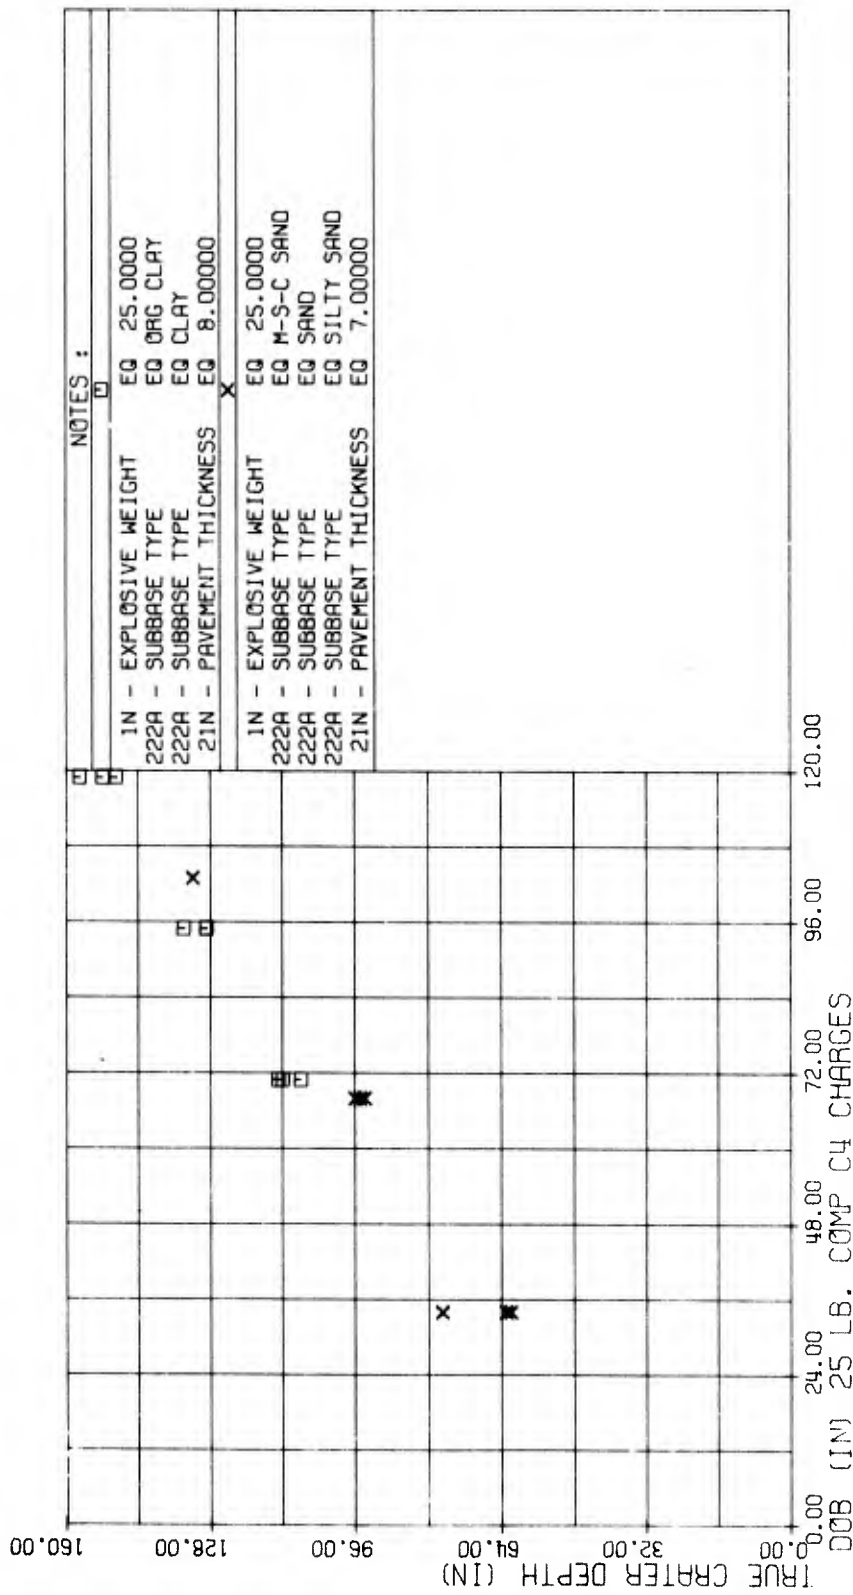 NOTES :
1N - EXPLOSIVE WEIGHT EQ 25.0000
222A - SUBBASE TYPE EQ ORG CLAY
222A - SUBBASE TYPE EQ CLAY
21N - PAVEMENT THICKNESS EQ 8.00000
1N - EXPLOSIVE WEIGHT EQ 25.0000
222A - SUBBASE TYPE EQ M-S-C SAND
222A - SUBBASE TYPE EQ SAND
222A - SUBBASE TYPE EQ SILTY SAND
21N - PAVEMENT THICKNESS EQ 7.00000
160.00
128.00
96.00
64.00
32.00
0.00
TRUE CRATER DEPTH (IN)
0.00 24.00 48.00 72.00 96.00 120.00
DOB (IN) 25 LB. COMP C4 CHARGES